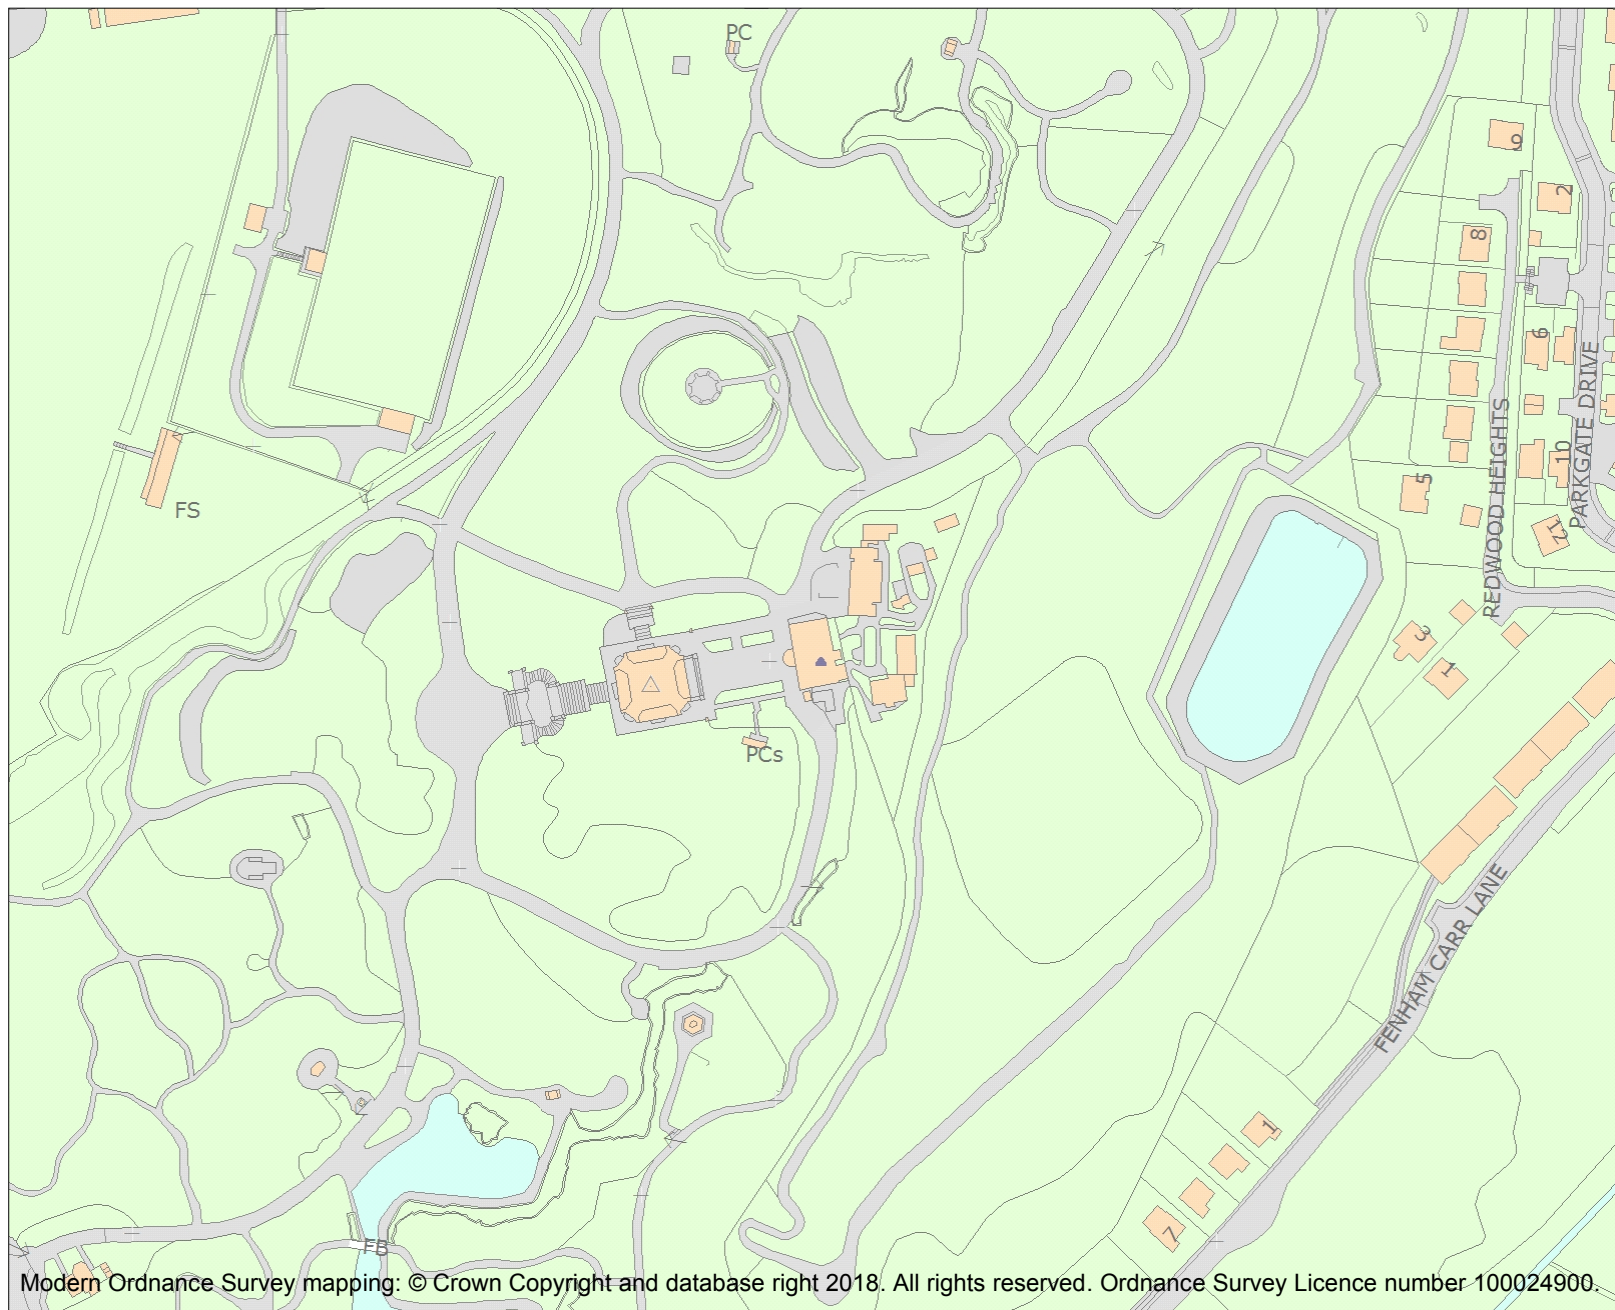 PC
9
2
8
6
REDWOOD HEIGHTS
PARKGATE DRIVE
10
5
FS
12
3
1
PCs
FENHAM CARR LANE
1
7
FB
Modern Ordnance Survey mapping: © Crown Copyright and database right 2018. All rights reserved. Ordnance Survey Licence number 100024900.